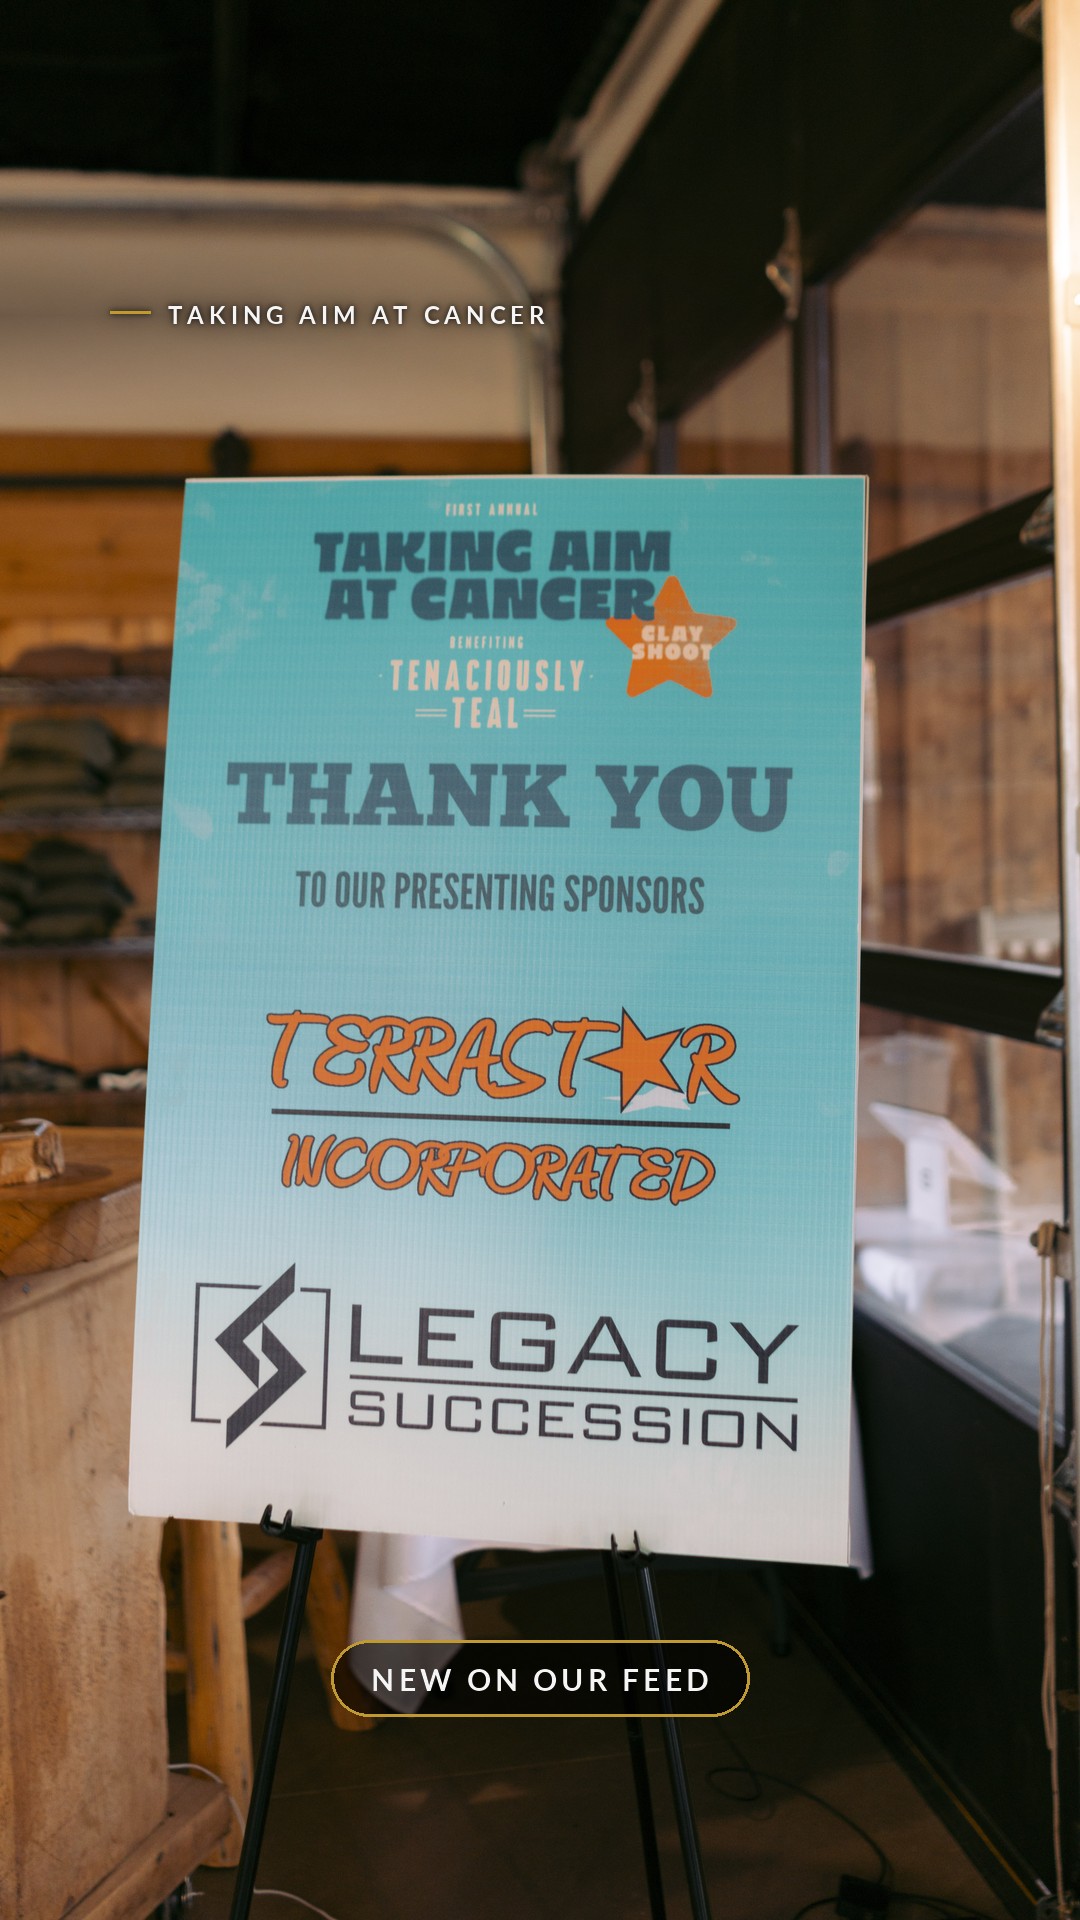 TAKING AIM AT CANCER
FIRST ANNUAL
TAKING AIM
AT CANCER
CLAY
SHOOT
BENEFITING
TENACIOUSLY
TEAL
THANK YOU
TO OUR PRESENTING SPONSORS
TERRASTAR
INCORPORATED
LEGACY
SUCCESSION
NEW ON OUR FEED